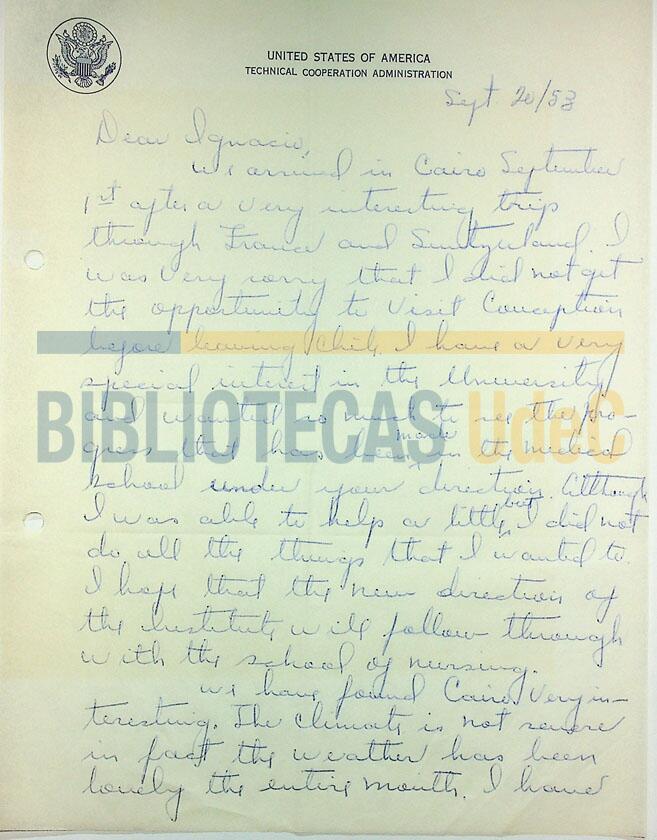 UNITED STATES OF AMERICA
TECHNICAL COOPERATION ADMINISTRATION
Sept 20/53
Dear Ignacio,
We arrived in Cairo September
1st after a very interesting trip
through France and Switzerland. I
was very sorry that I did not get
the opportunity to visit Conception
before leaving Chile. I have a very
special interest in the University
and wanted so much to see the pro-
gress that has been made in the medical
school under your direction. Although
I was able to help a little, but I did not
do all the things that I wanted to.
I hope that the new direction of
the Institute will follow through
with the school of nursing.
We have found Cairo very in-
teresting. The climate is not severe
in fact the weather has been
lovely the entire month. I have
BIBLIOTECAS UdeC